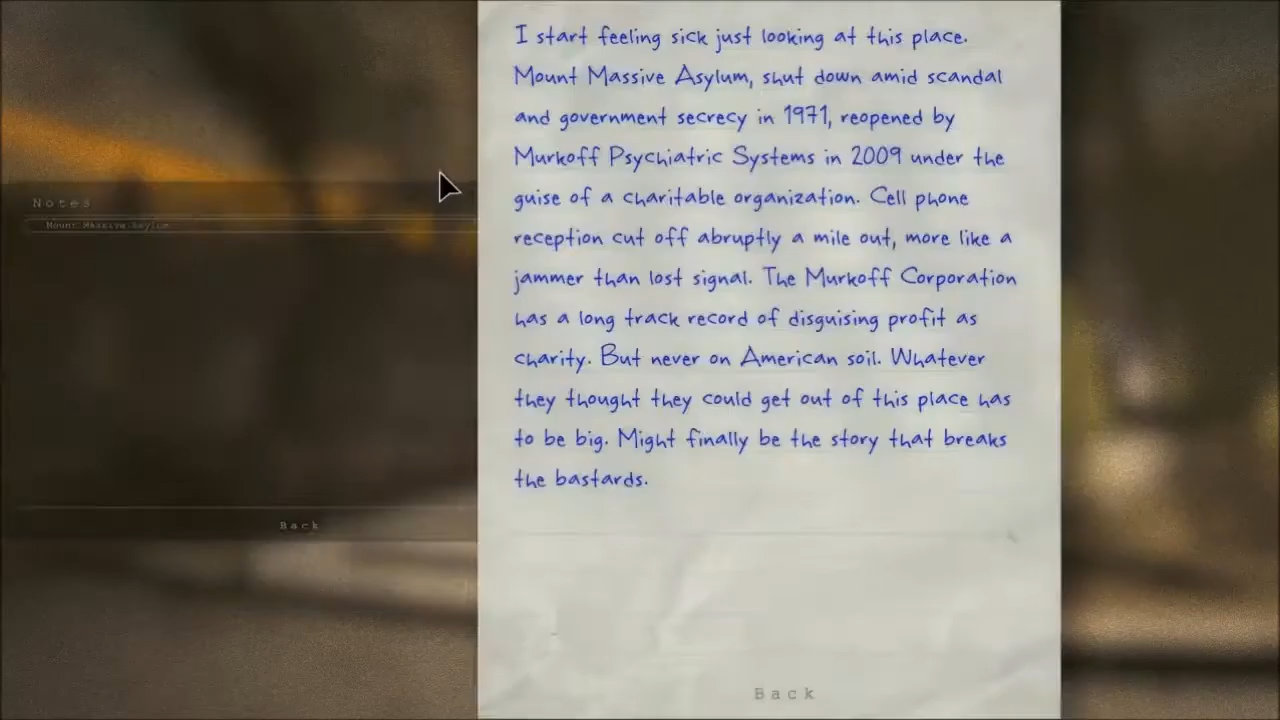 Notes
Mount Massive Asylum
Back
I start feeling sick just looking at this place.
Mount Massive Asylum, shut down amid scandal
and government secrecy in 1971, reopened by
Murkoff Psychiatric Systems in 2009 under the
guise of a charitable organization. Cell phone
reception cut off abruptly a mile out, more like a
jammer than lost signal. The Murkoff Corporation
has a long track record of disguising profit as
charity. But never on American soil. Whatever
they thought they could get out of this place has
to be big. Might finally be the story that breaks
the bastards.
Back